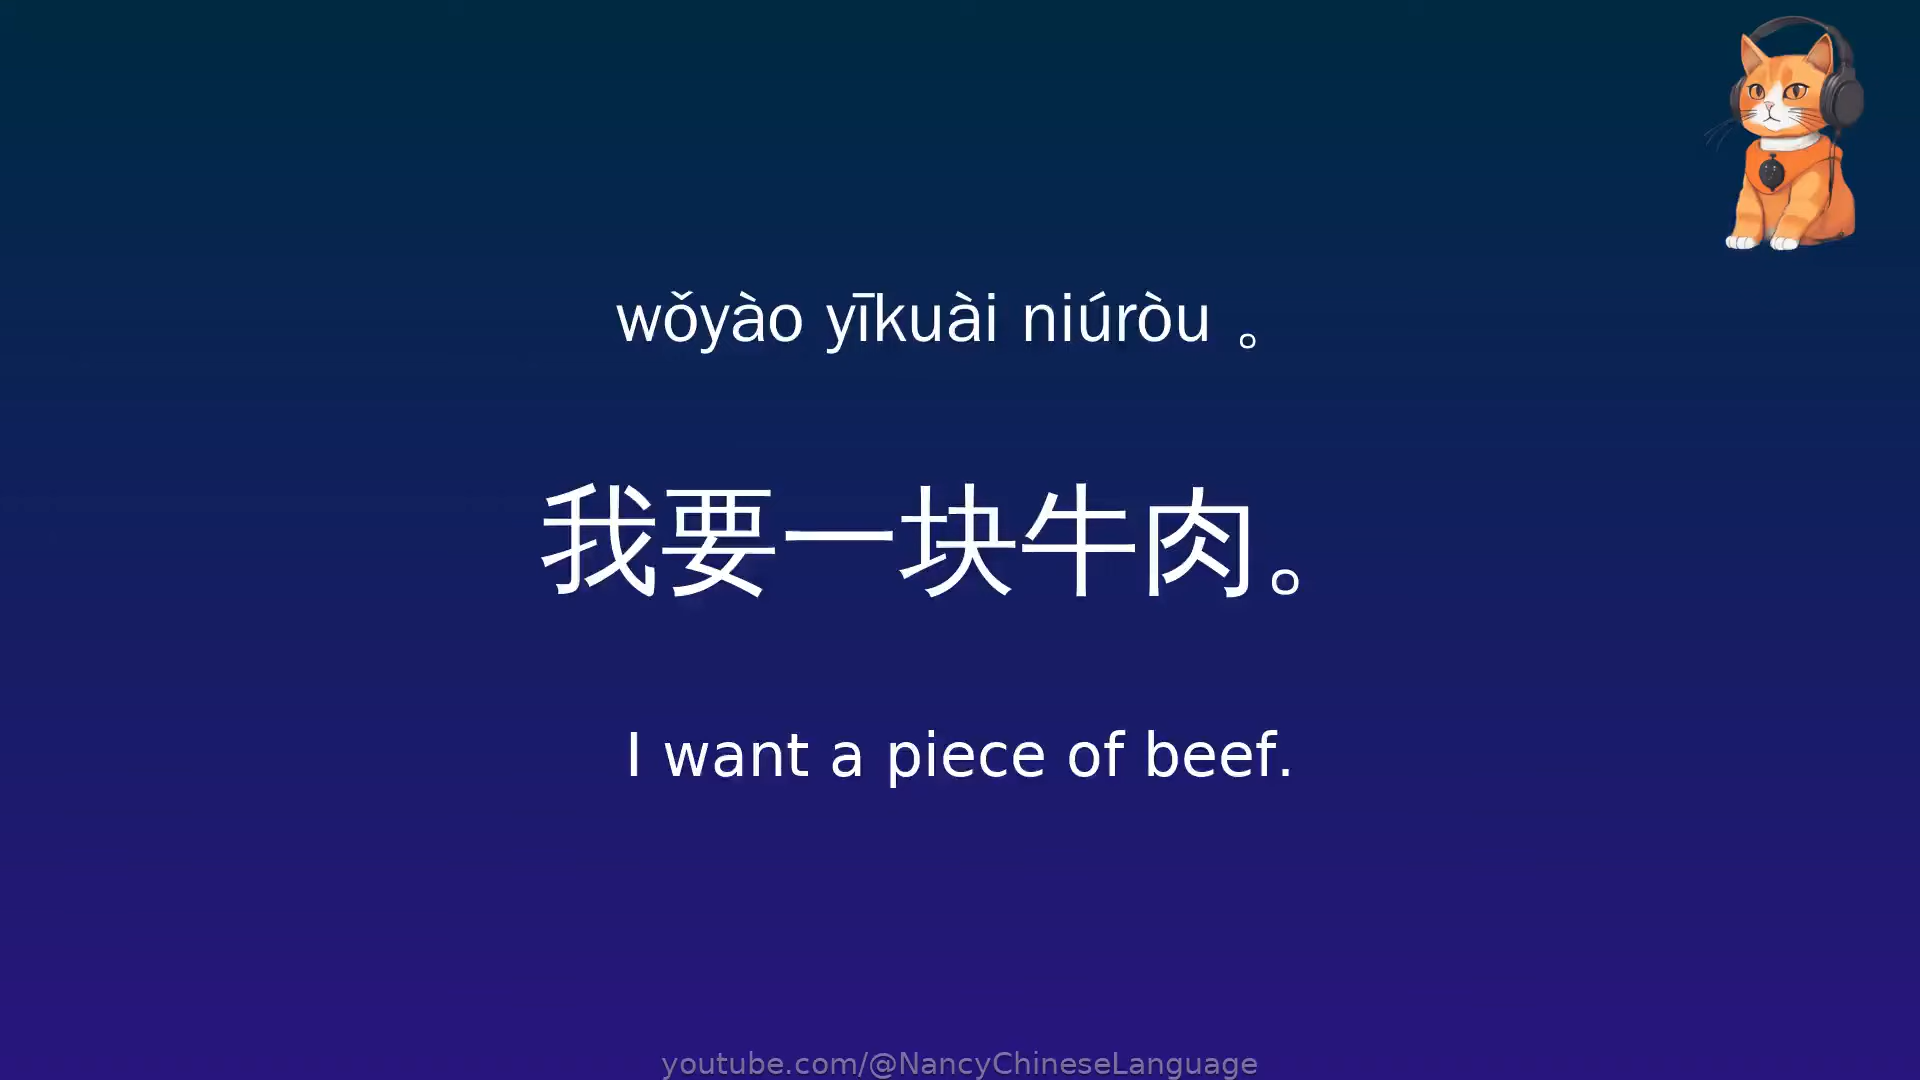 wǒyào yīkuài niúròu 。
我要一块牛肉。
I want a piece of beef.
youtube.com/@NancyChineseLanguage